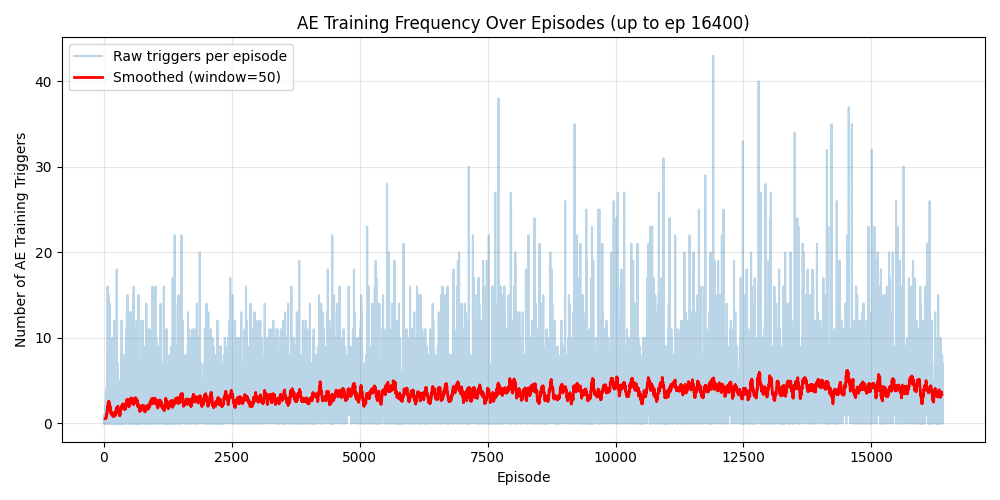 AE Training Frequency Over Episodes (up to ep 16400)
Raw triggers per episode
Smoothed (window=50)
Number of AE Training Triggers
40
30
20
10
0
0 2500 5000 7500 10000 12500 15000
Episode